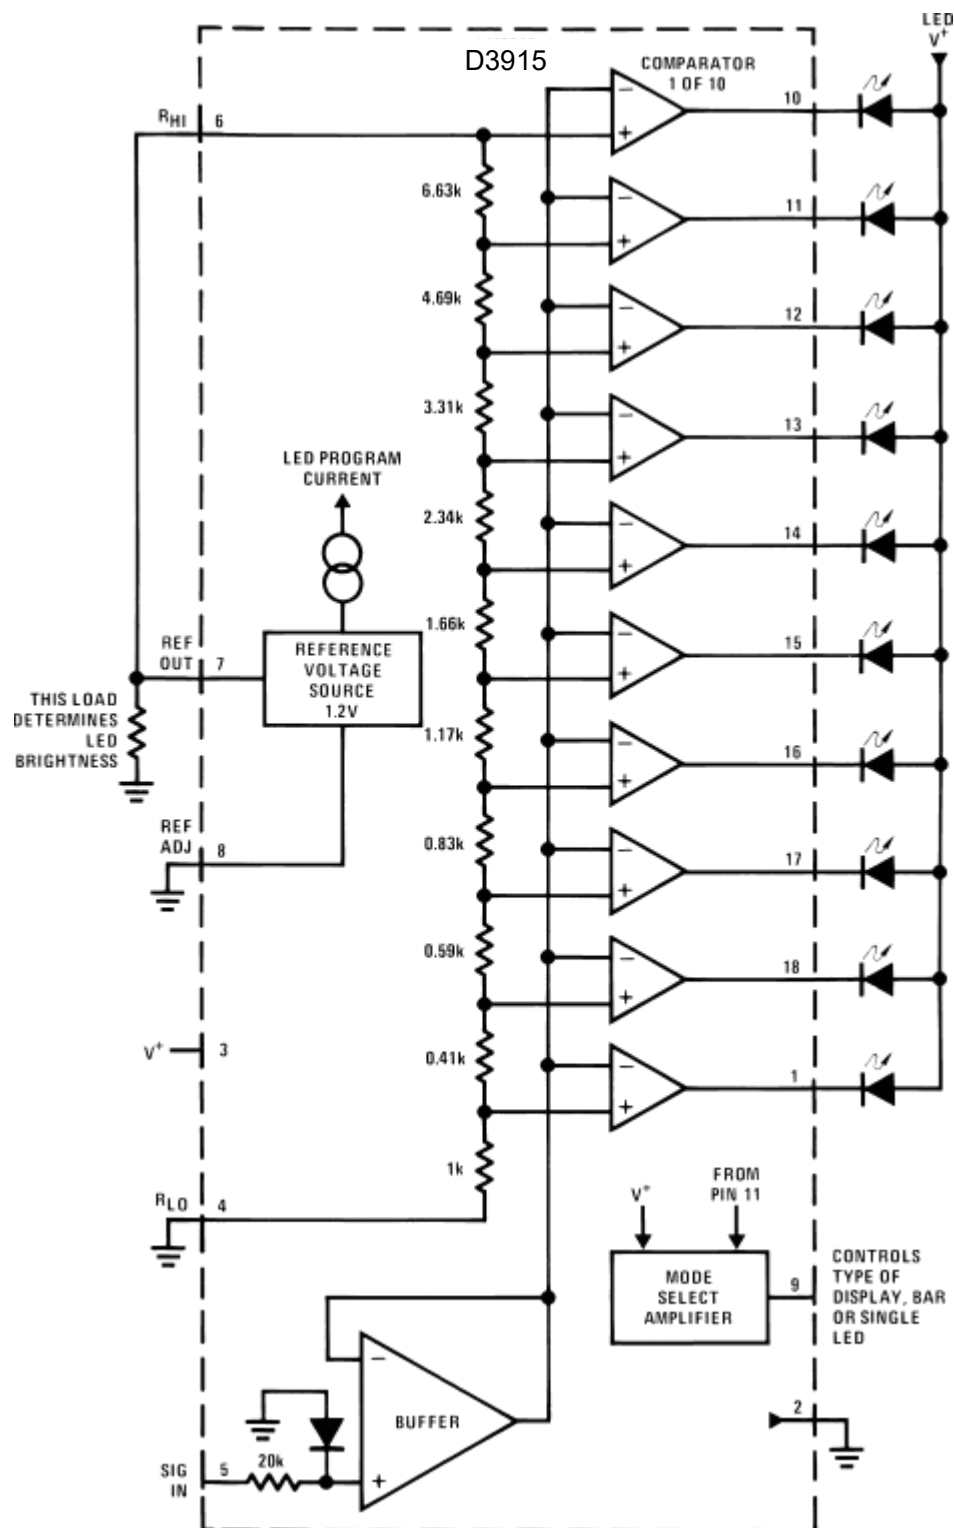 LED
V+
D3915
COMPARATOR
1 OF 10
10
RHI
6
6.63k
11
4.69k
12
3.31k
13
LED PROGRAM
CURRENT
2.34k
14
1.66k
15
REF
OUT
7
REFERENCE
VOLTAGE
SOURCE
1.2V
THIS LOAD
DETERMINES
LED
BRIGHTNESS
1.17k
16
REF
ADJ
8
0.83k
17
0.59k
18
V+
3
0.41k
1
1k
RLO
4
V+
FROM
PIN 11
MODE
SELECT
AMPLIFIER
9
CONTROLS
TYPE OF
DISPLAY, BAR
OR SINGLE
LED
BUFFER
2
SIG
IN
5
20k
− +
− +
− +
− +
− +
− +
− +
− +
− +
− +
− +